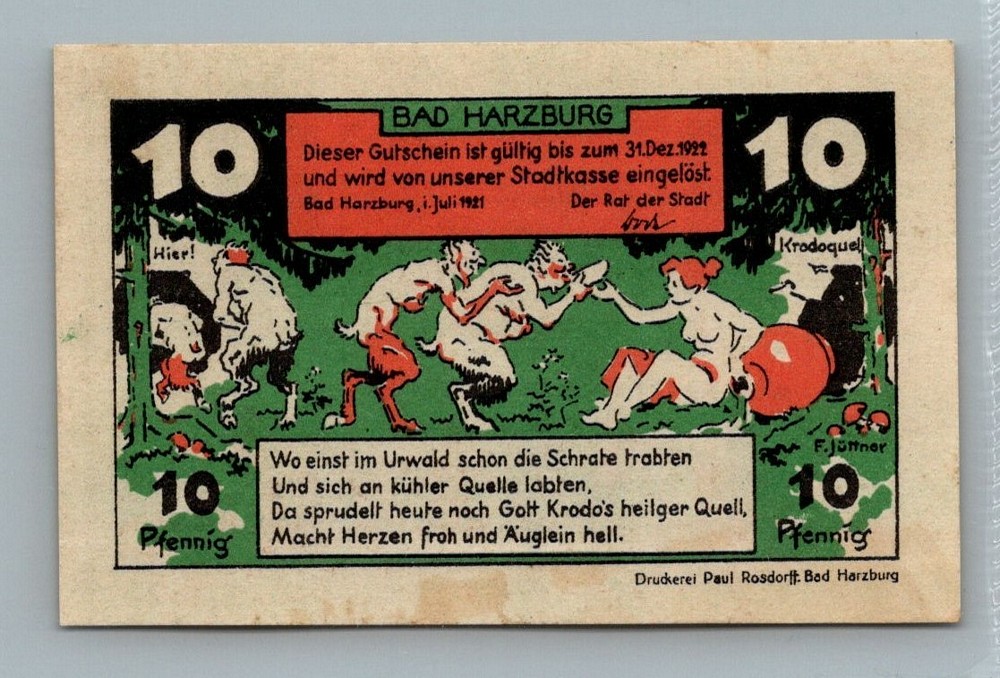 10
BAD HARZBURG
10
Dieser Gutschein ist gültig bis zum 31. Dez. 1922
und wird von unserer Stadtkasse eingelöst
Bad Harzburg, i. Juli 1921 Der Rat der Stadt
Hier!
Krodoquell
F. Jüttner
Wo einst im Urwald schon die Schrate trabten
Und sich an kühler Quelle labten,
Da sprudelt heute noch Gott Krodo's heilger Quell,
Macht Herzen froh und Äuglein hell.
10
Pfennig
10
Pfennig
Druckerei Paul Rosdorff. Bad Harzburg